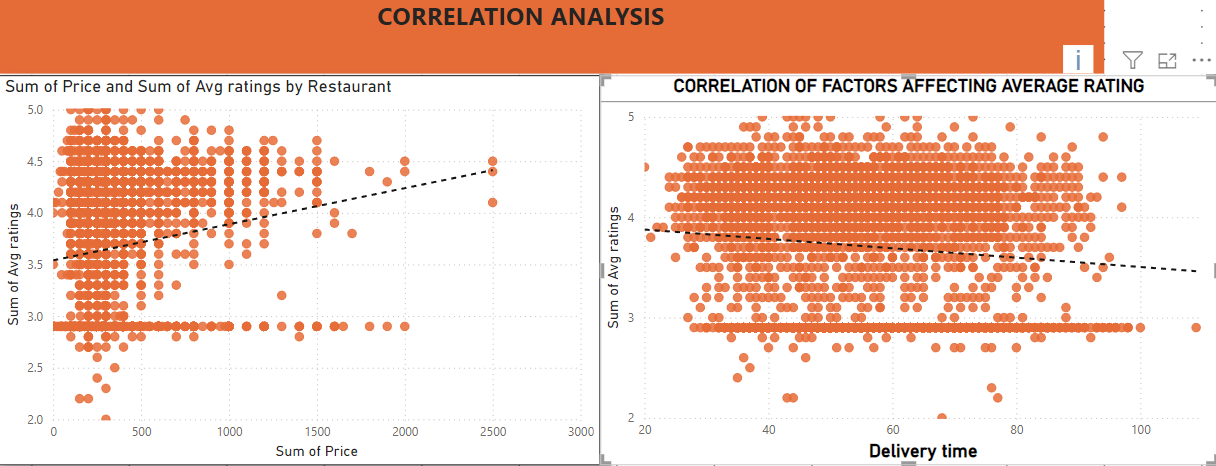 CORRELATION ANALYSIS
i
Sum of Price and Sum of Avg ratings by Restaurant
5.0
4.5
4.0
3.5
3.0
2.5
2.0
Sum of Avg ratings
0 500 1000 1500 2000 2500 3000
Sum of Price
CORRELATION OF FACTORS AFFECTING AVERAGE RATING
5
4
3
2
Sum of Avg ratings
20 40 60 80 100
Delivery time